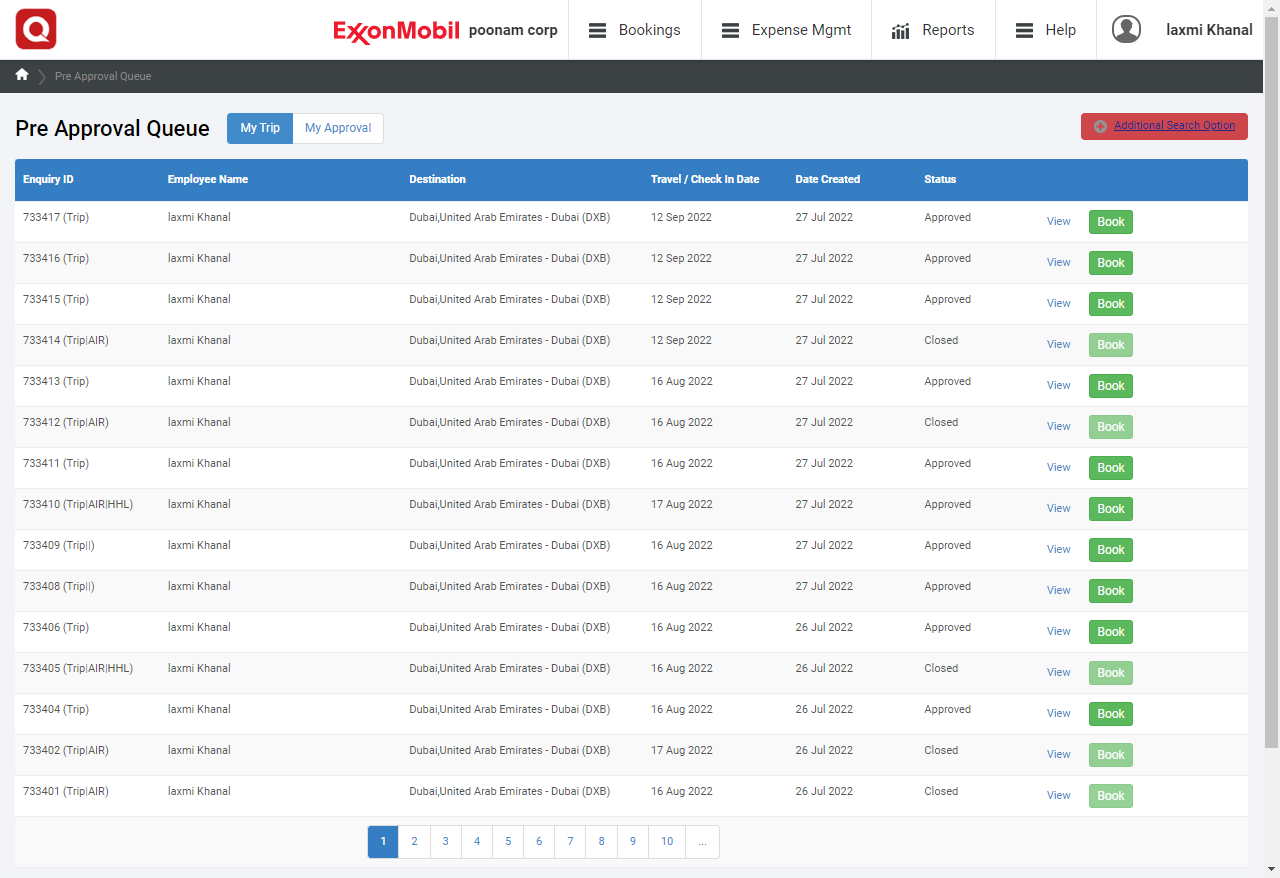 Q ExxonMobil poonam corp Bookings Expense Mgmt Reports Help laxmi Khanal
Pre Approval Queue
Pre Approval Queue My Trip My Approval Additional Search Option
Enquiry ID Employee Name Destination Travel / Check In Date Date Created Status
733417 (Trip) laxmi Khanal Dubai,United Arab Emirates - Dubai (DXB) 12 Sep 2022 27 Jul 2022 Approved View Book
733416 (Trip) laxmi Khanal Dubai,United Arab Emirates - Dubai (DXB) 12 Sep 2022 27 Jul 2022 Approved View Book
733415 (Trip) laxmi Khanal Dubai,United Arab Emirates - Dubai (DXB) 12 Sep 2022 27 Jul 2022 Approved View Book
733414 (Trip|AIR) laxmi Khanal Dubai,United Arab Emirates - Dubai (DXB) 12 Sep 2022 27 Jul 2022 Closed View Book
733413 (Trip) laxmi Khanal Dubai,United Arab Emirates - Dubai (DXB) 16 Aug 2022 27 Jul 2022 Approved View Book
733412 (Trip|AIR) laxmi Khanal Dubai,United Arab Emirates - Dubai (DXB) 16 Aug 2022 27 Jul 2022 Closed View Book
733411 (Trip) laxmi Khanal Dubai,United Arab Emirates - Dubai (DXB) 16 Aug 2022 27 Jul 2022 Approved View Book
733410 (Trip|AIR|HHL) laxmi Khanal Dubai,United Arab Emirates - Dubai (DXB) 17 Aug 2022 27 Jul 2022 Approved View Book
733409 (Trip||) laxmi Khanal Dubai,United Arab Emirates - Dubai (DXB) 16 Aug 2022 27 Jul 2022 Approved View Book
733408 (Trip||) laxmi Khanal Dubai,United Arab Emirates - Dubai (DXB) 16 Aug 2022 27 Jul 2022 Approved View Book
733406 (Trip) laxmi Khanal Dubai,United Arab Emirates - Dubai (DXB) 16 Aug 2022 26 Jul 2022 Approved View Book
733405 (Trip|AIR|HHL) laxmi Khanal Dubai,United Arab Emirates - Dubai (DXB) 16 Aug 2022 26 Jul 2022 Closed View Book
733404 (Trip) laxmi Khanal Dubai,United Arab Emirates - Dubai (DXB) 16 Aug 2022 26 Jul 2022 Approved View Book
733402 (Trip|AIR) laxmi Khanal Dubai,United Arab Emirates - Dubai (DXB) 17 Aug 2022 26 Jul 2022 Closed View Book
733401 (Trip|AIR) laxmi Khanal Dubai,United Arab Emirates - Dubai (DXB) 16 Aug 2022 26 Jul 2022 Closed View Book
1 2 3 4 5 6 7 8 9 10 ...